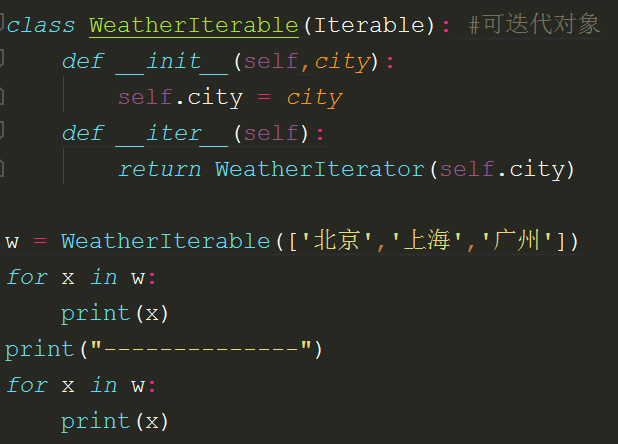 class WeatherIterable(Iterable): #可迭代对象
    def __init__(self,city):
        self.city = city
    def __iter__(self):
        return WeatherIterator(self.city)
w = WeatherIterable(['北京','上海','广州'])
for x in w:
    print(x)
print("--------------")
for x in w:
    print(x)